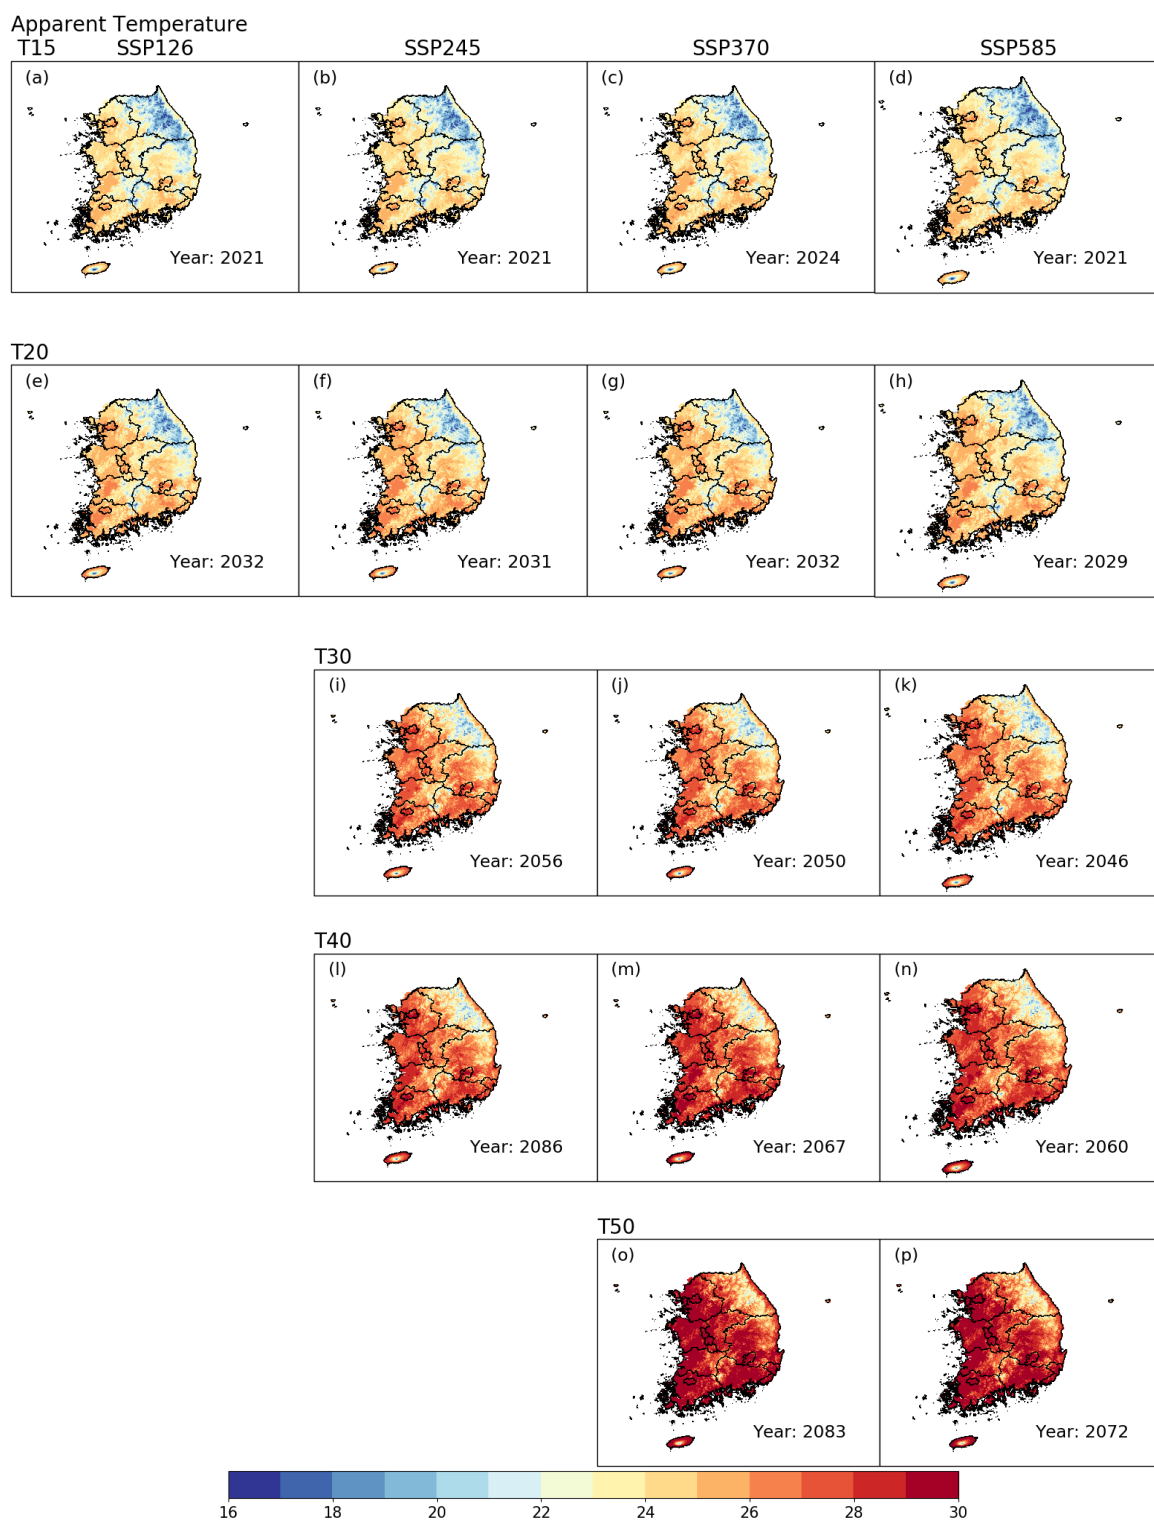 Apparent Temperature
T15 SSP126 SSP245 SSP370 SSP585
(a) (b) (c) (d)
Year: 2021 Year: 2021 Year: 2024 Year: 2021
T20
(e) (f) (g) (h)
Year: 2032 Year: 2031 Year: 2032 Year: 2029
T30
(i) (j) (k)
Year: 2056 Year: 2050 Year: 2046
T40
(l) (m) (n)
Year: 2086 Year: 2067 Year: 2060
T50
(o) (p)
Year: 2083 Year: 2072
16 18 20 22 24 26 28 30